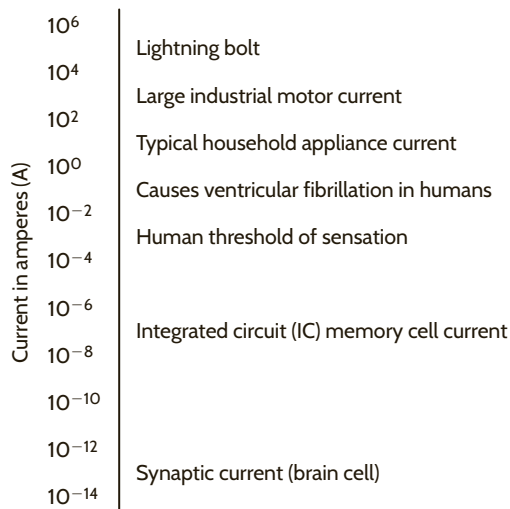 Current in amperes (A)
10⁶
Lightning bolt
10⁴
Large industrial motor current
10²
Typical household appliance current
10⁰
Causes ventricular fibrillation in humans
10⁻²
Human threshold of sensation
10⁻⁴
10⁻⁶
Integrated circuit (IC) memory cell current
10⁻⁸
10⁻¹⁰
10⁻¹²
Synaptic current (brain cell)
10⁻¹⁴